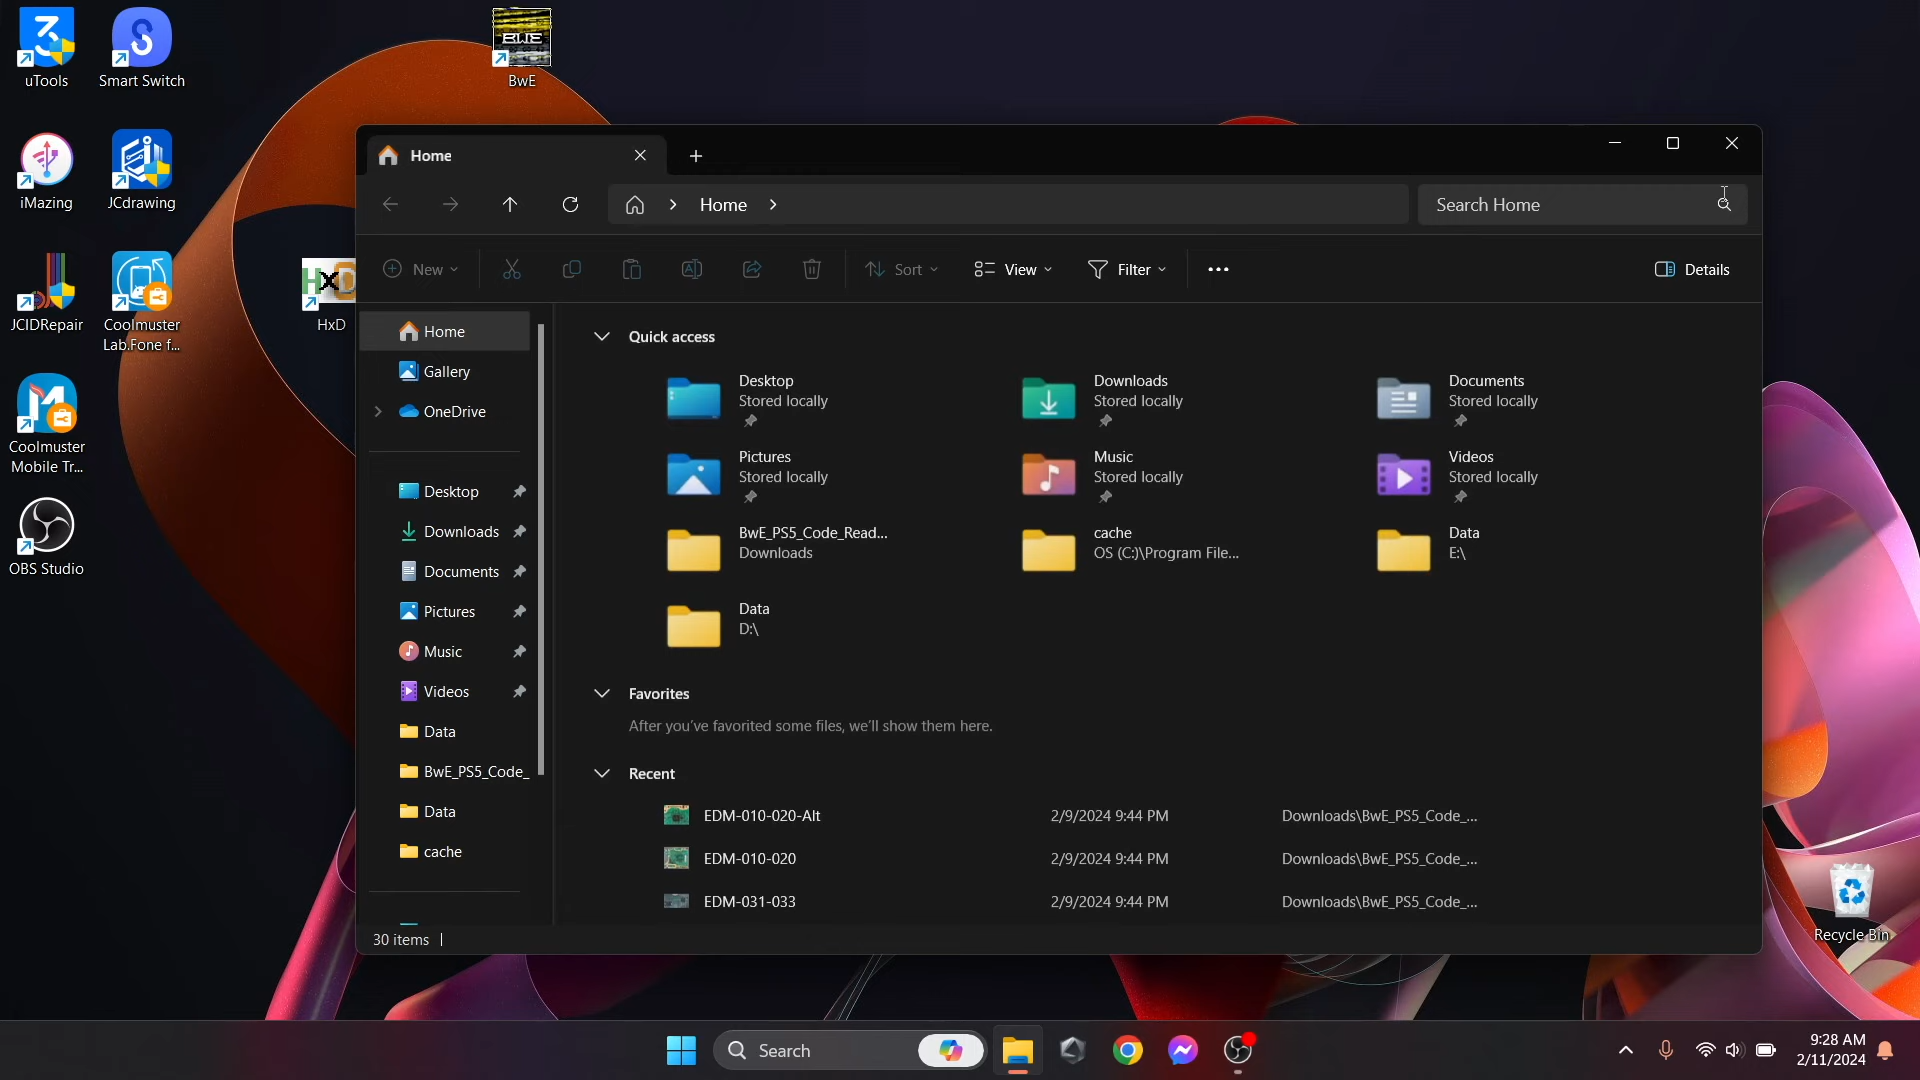 uTools
Smart Switch
BwE
BwE
iMazing
JCdrawing
JCIDRepair
Coolmuster
Lab.Fone f...
HxD
HxD
Coolmuster
Mobile Tr...
OBS Studio
Home
Home
Search Home
New
Sort
View
Filter
Details
Home
Gallery
OneDrive
Desktop
Downloads
Documents
Pictures
Music
Videos
Data
BwE_PS5_Code_
Data
cache
Quick access
Desktop
Stored locally
Downloads
Stored locally
Documents
Stored locally
Pictures
Stored locally
Music
Stored locally
Videos
Stored locally
BwE_PS5_Code_Read...
Downloads
cache
OS (C:)\Program File...
Data
E:\
Data
D:\
Favorites
After you've favorited some files, we'll show them here.
Recent
EDM-010-020-Alt 2/9/2024 9:44 PM Downloads\BwE_PS5_Code_...
EDM-010-020 2/9/2024 9:44 PM Downloads\BwE_PS5_Code_...
EDM-031-033 2/9/2024 9:44 PM Downloads\BwE_PS5_Code_...
30 items
Recycle Bin
Search
9:28 AM
2/11/2024